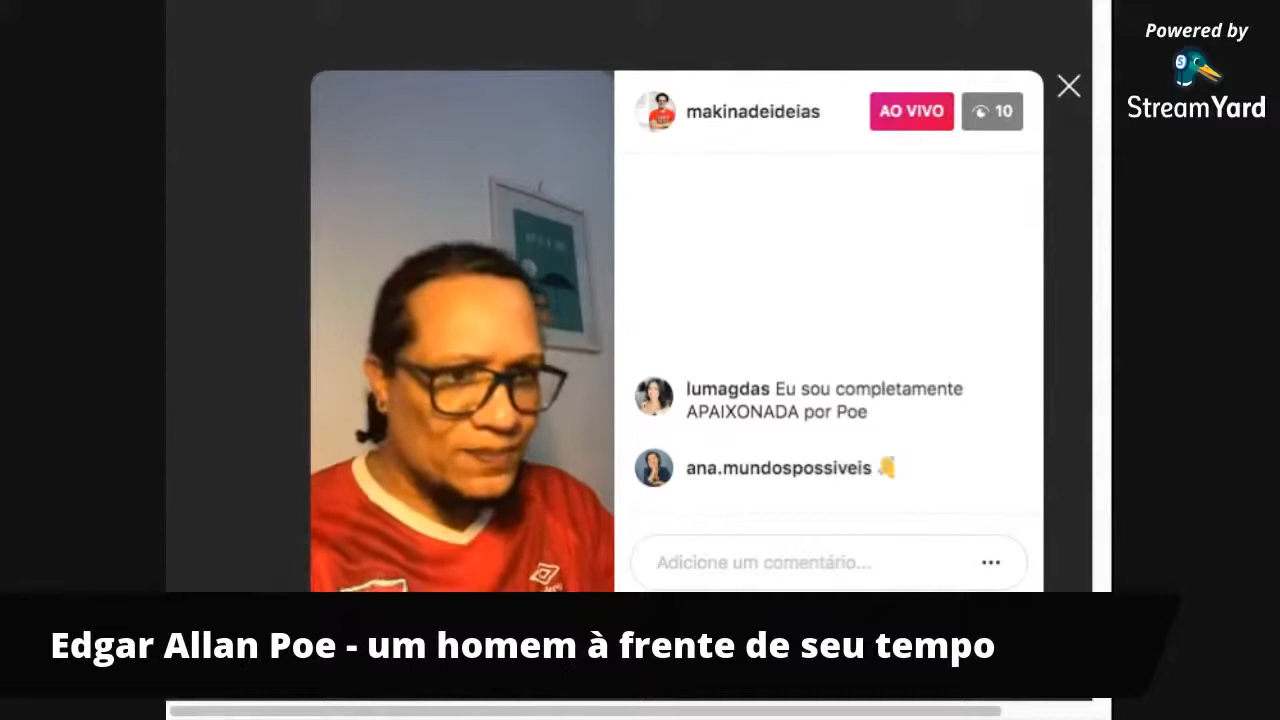 Powered by
StreamYard
makinadeideias AO VIVO 10
lumagdas Eu sou completamente
APAIXONADA por Poe
ana.mundospossiveis
Adicione um comentário...
Edgar Allan Poe - um homem à frente de seu tempo